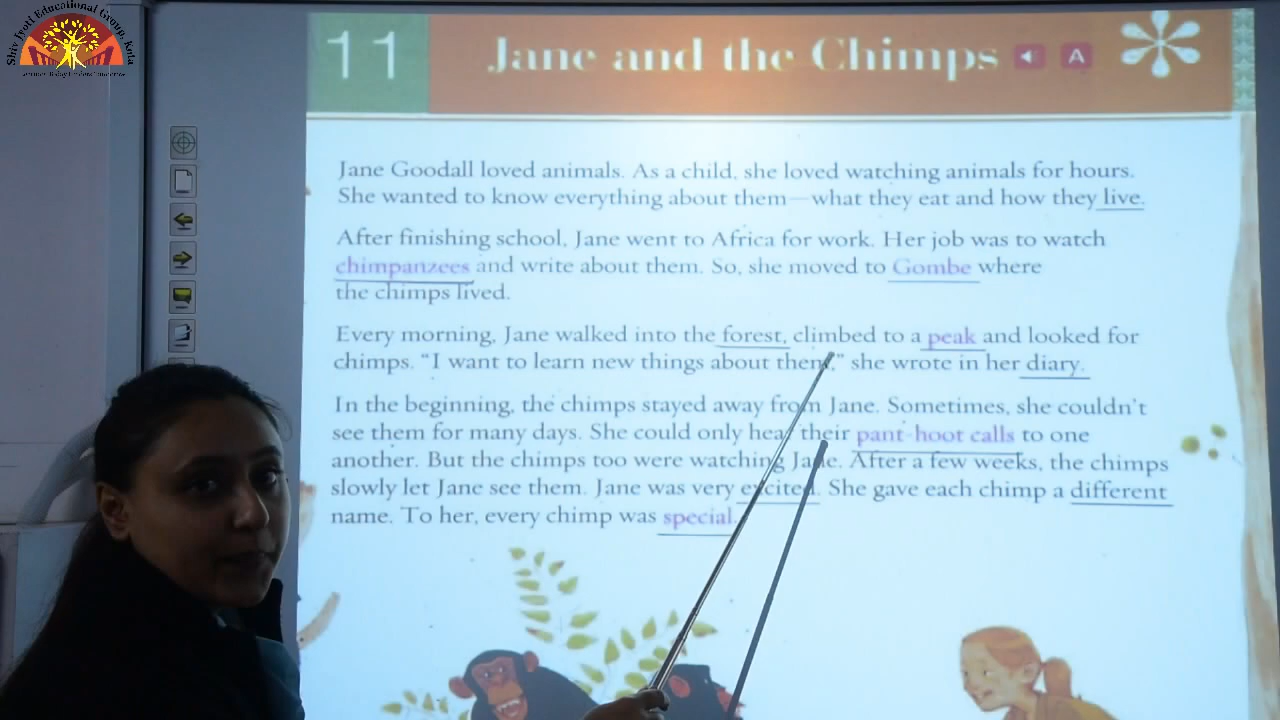 Shiv Jyoti Educational Group, Kota
11 Jane and the Chimps A
Jane Goodall loved animals. As a child, she loved watching animals for hours.
She wanted to know everything about them—what they eat and how they live.
After finishing school, Jane went to Africa for work. Her job was to watch
chimpanzees and write about them. So, she moved to Gombe where
the chimps lived.
Every morning, Jane walked into the forest, climbed to a peak and looked for
chimps. “I want to learn new things about them,” she wrote in her diary.
In the beginning, the chimps stayed away from Jane. Sometimes, she couldn't
see them for many days. She could only hear their pant-hoot calls to one
another. But the chimps too were watching Jane. After a few weeks, the chimps
slowly let Jane see them. Jane was very excited. She gave each chimp a different
name. To her, every chimp was special.